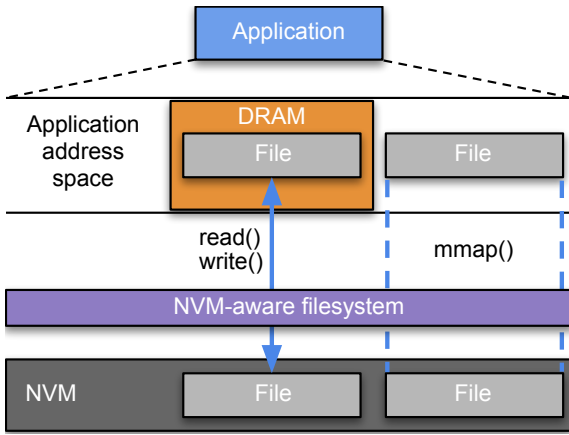 Application
DRAM
Application
address
space
File
File
read()
write()
mmap()
NVM-aware filesystem
NVM
File
File